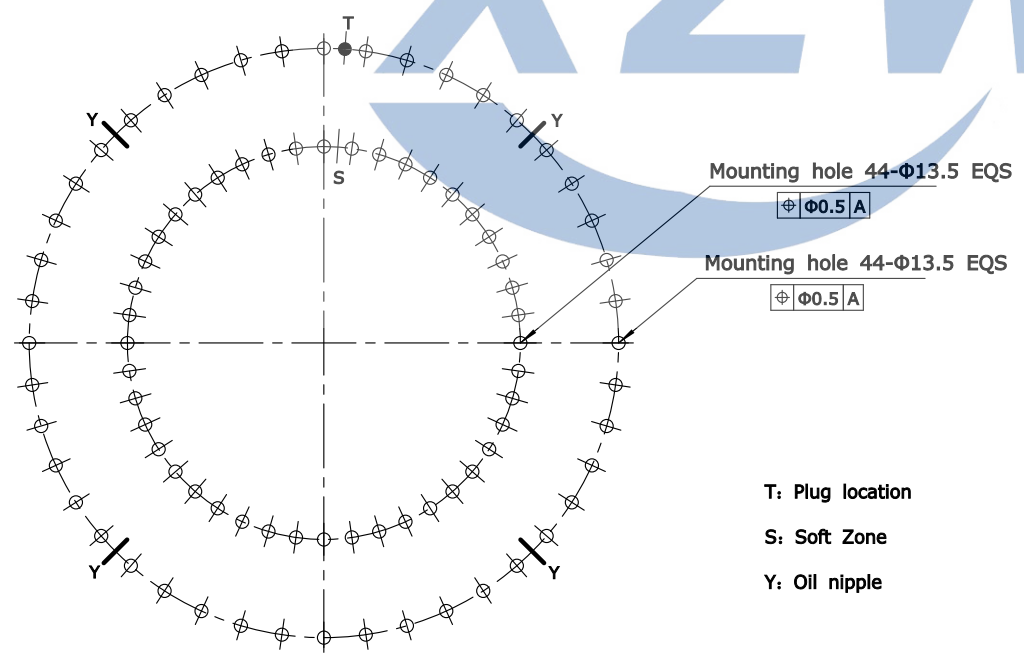 XZW
T
Y
Y
S
Mounting hole 44-Φ13.5 EQS
⌖ Φ0.5 A
Mounting hole 44-Φ13.5 EQS
⌖ Φ0.5 A
T: Plug location
S: Soft Zone
Y: Oil nipple
Y
Y